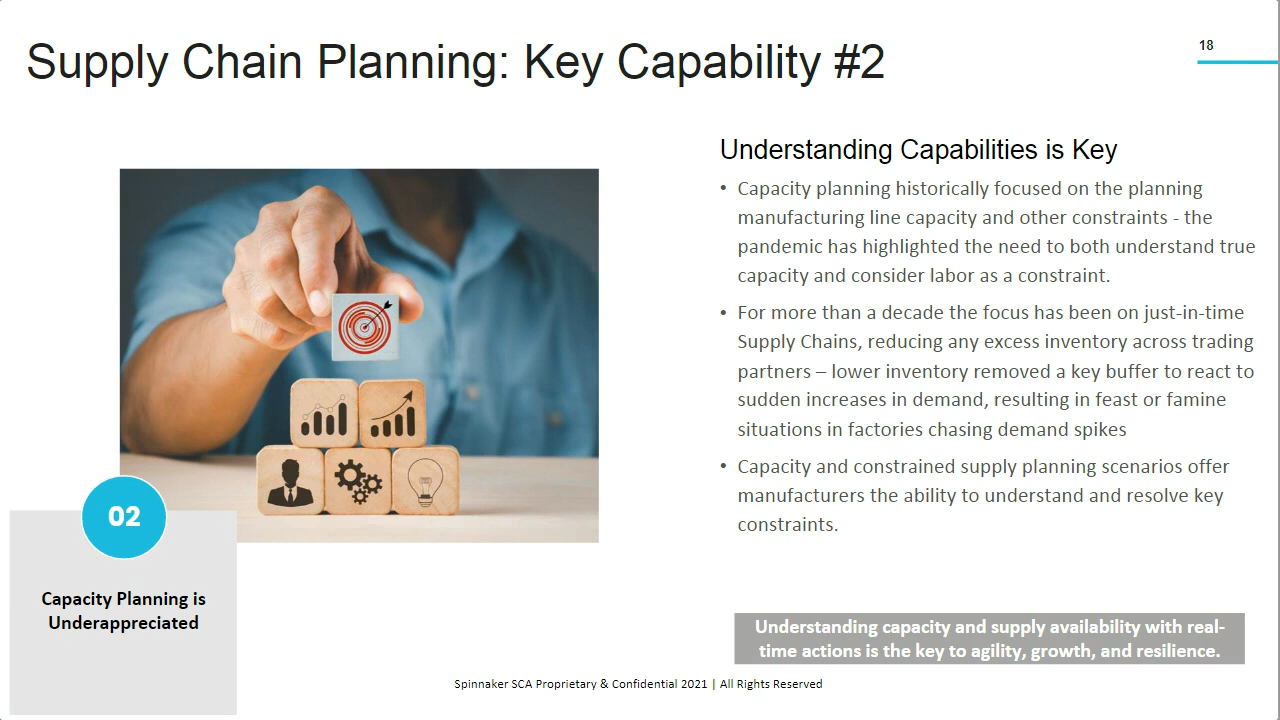 Supply Chain Planning: Key Capability #2
18
Understanding Capabilities is Key
• Capacity planning historically focused on the planning
manufacturing line capacity and other constraints - the
pandemic has highlighted the need to both understand true
capacity and consider labor as a constraint.
• For more than a decade the focus has been on just-in-time
Supply Chains, reducing any excess inventory across trading
partners – lower inventory removed a key buffer to react to
sudden increases in demand, resulting in feast or famine
situations in factories chasing demand spikes
• Capacity and constrained supply planning scenarios offer
manufacturers the ability to understand and resolve key
constraints.
02
Capacity Planning is
Underappreciated
Understanding capacity and supply availability with real-
time actions is the key to agility, growth, and resilience.
Spinnaker SCA Proprietary & Confidential 2021 | All Rights Reserved